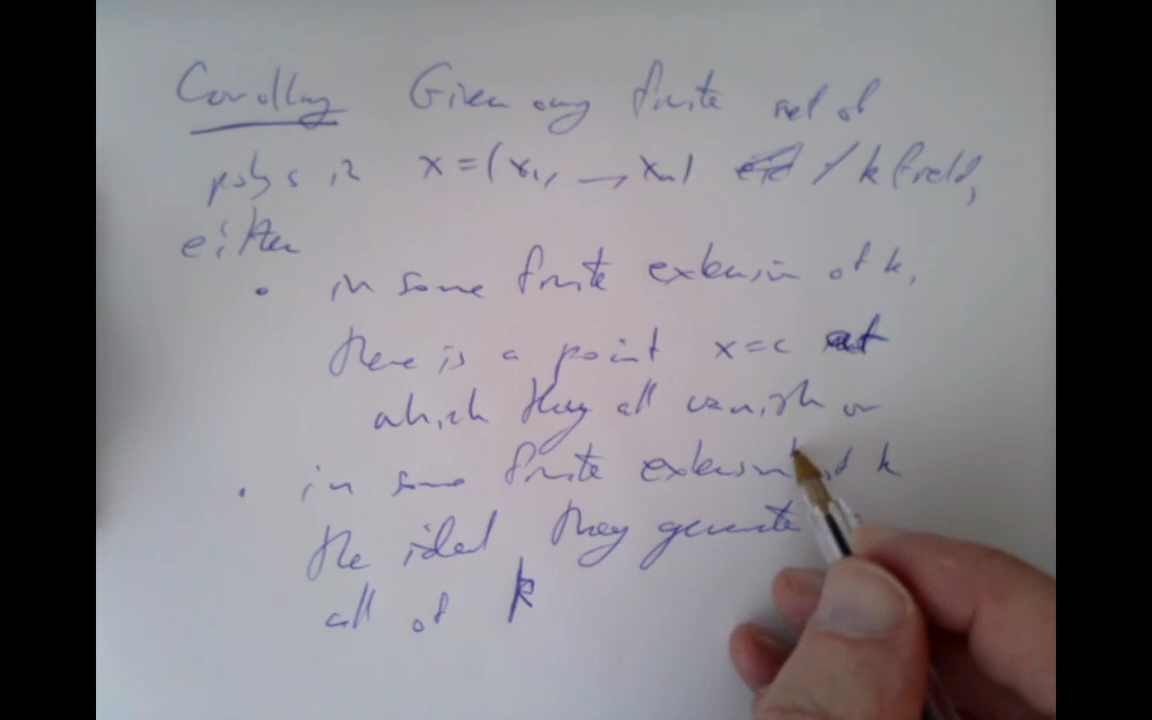 Corollary Given any finite set of
polys in x=(x₁, —, xₙ) / k field,
either
• in some finite extension of k,
there is a point x=c at
which they all vanish or
• in some finite extension of k
the ideal they generate
all of k